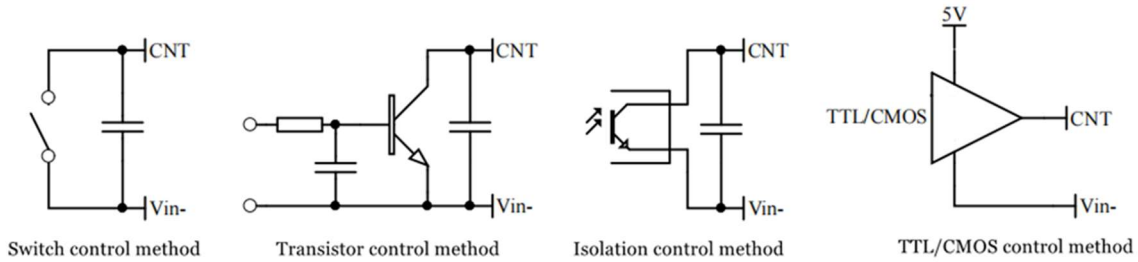 CNT
Vin-
Switch control method
CNT
Vin-
Transistor control method
CNT
Vin-
Isolation control method
5V
TTL/CMOS
CNT
Vin-
TTL/CMOS control method